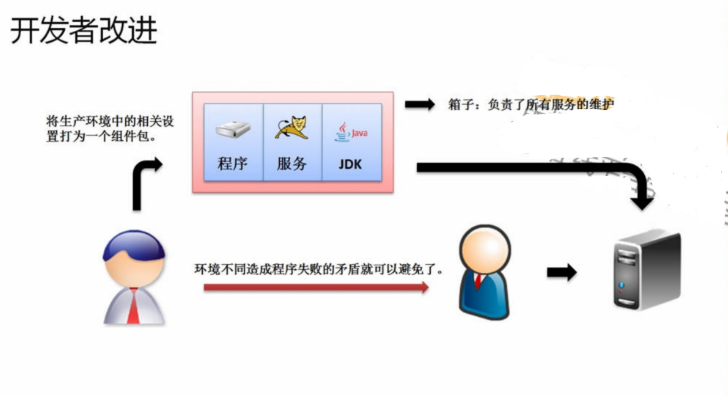 开发者改进
将生产环境中的相关设
置打为一个组件包。
箱子：负责了所有服务的维护
Java
程序
服务
JDK
环境不同造成程序失败的矛盾就可以避免了。